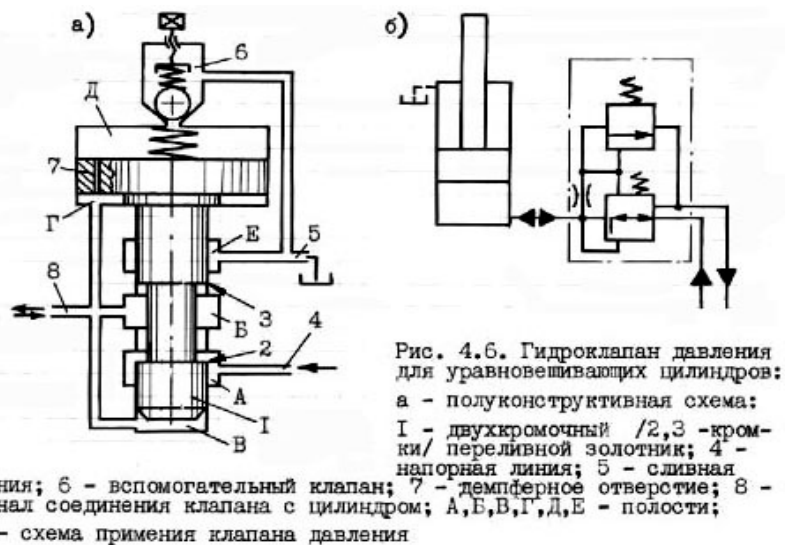 а)
б)
6
Д
7
Г
Е
5
8
3
Б
4
2
А
I
В
Рис. 4.6. Гидроклапан давления
для уравновешивающих цилиндров:
а - полуконструктивная схема:
I - двухкромочный /2,3 -кром-
ки/ переливной золотник; 4 -
напорная линия; 5 - сливная
ния; 6 - вспомогательный клапан; 7 - демпферное отверстие; 8 -
нал соединения клапана с цилиндром; А,Б,В,Г,Д,Е - полости;
- схема примения клапана давления